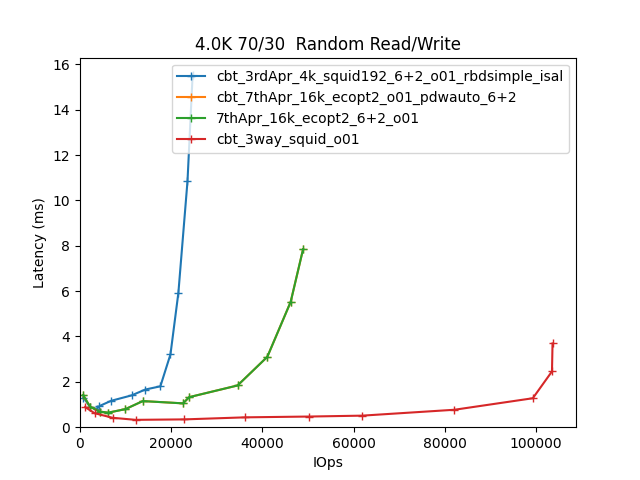 4.0K 70/30  Random Read/Write
16
14
12
10
8
6
4
2
0
Latency (ms)
cbt_3rdApr_4k_squid192_6+2_o01_rbdsimple_isal
cbt_7thApr_16k_ecopt2_o01_pdwauto_6+2
7thApr_16k_ecopt2_6+2_o01
cbt_3way_squid_o01
0 20000 40000 60000 80000 100000
IOps